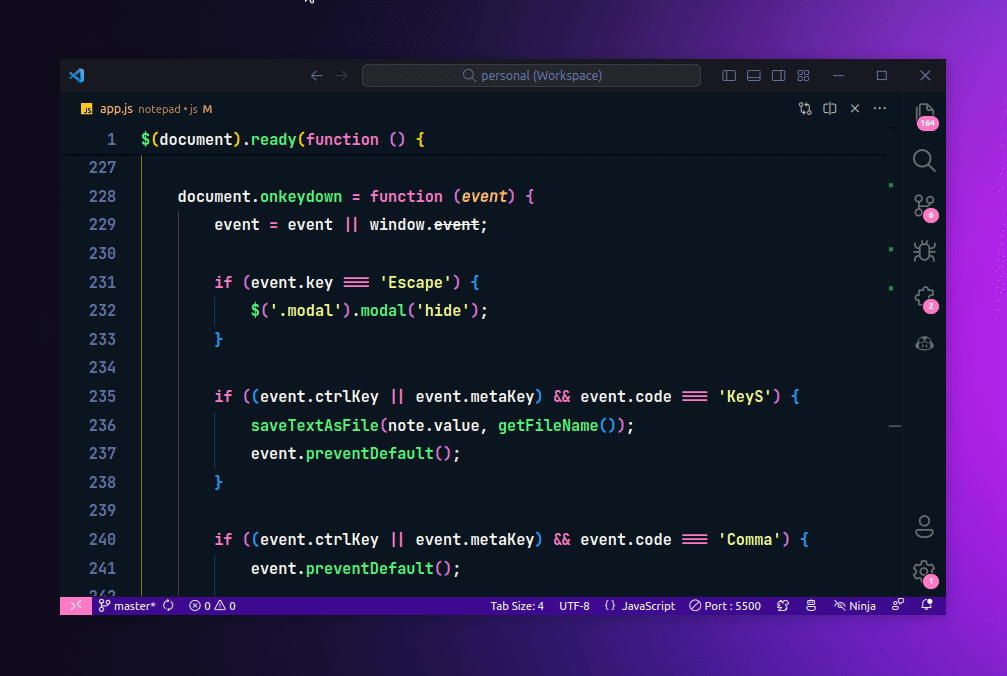 personal (Workspace)
JS app.js notepad • js M
164
1 $(document).ready(function () {
227
228 document.onkeydown = function (event) {
229 event = event || window.event;
230
231 if (event.key === 'Escape') {
232 $('.modal').modal('hide');
233 }
234
235 if ((event.ctrlKey || event.metaKey) && event.code === 'KeyS') {
236 saveTextAsFile(note.value, getFileName());
237 event.preventDefault();
238 }
239
240 if ((event.ctrlKey || event.metaKey) && event.code === 'Comma') {
241 event.preventDefault();
242
6
2
1
master* 0 0 Tab Size: 4 UTF-8 {} JavaScript Port : 5500 Ninja